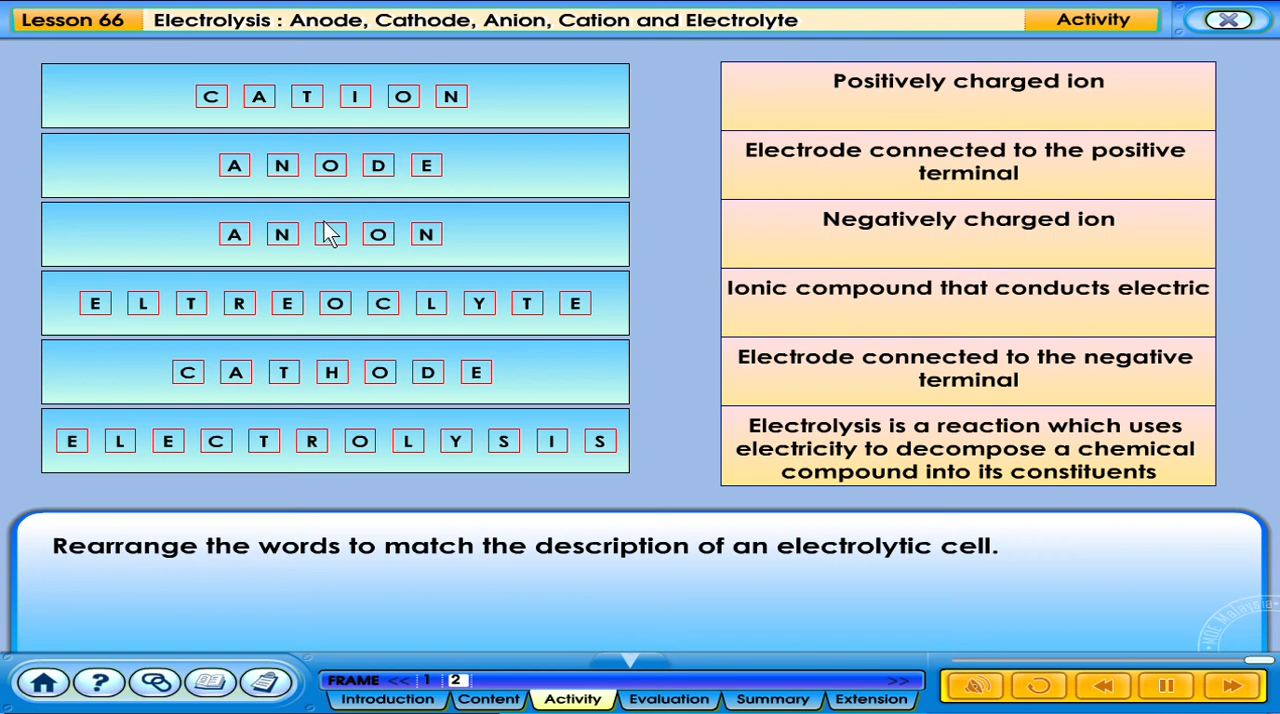 Lesson 66
Electrolysis : Anode, Cathode, Anion, Cation and Electrolyte
Activity
C A T I O N
Positively charged ion
A N O D E
Electrode connected to the positive
terminal
A N O N
Negatively charged ion
E L T R E O C L Y T E
Ionic compound that conducts electric
C A T H O D E
Electrode connected to the negative
terminal
E L E C T R O L Y S I S
Electrolysis is a reaction which uses
electricity to decompose a chemical
compound into its constituents
Rearrange the words to match the description of an electrolytic cell.
MOE Malaysia
FRAME << 1 2 >>
Introduction Content Activity Evaluation Summary Extension